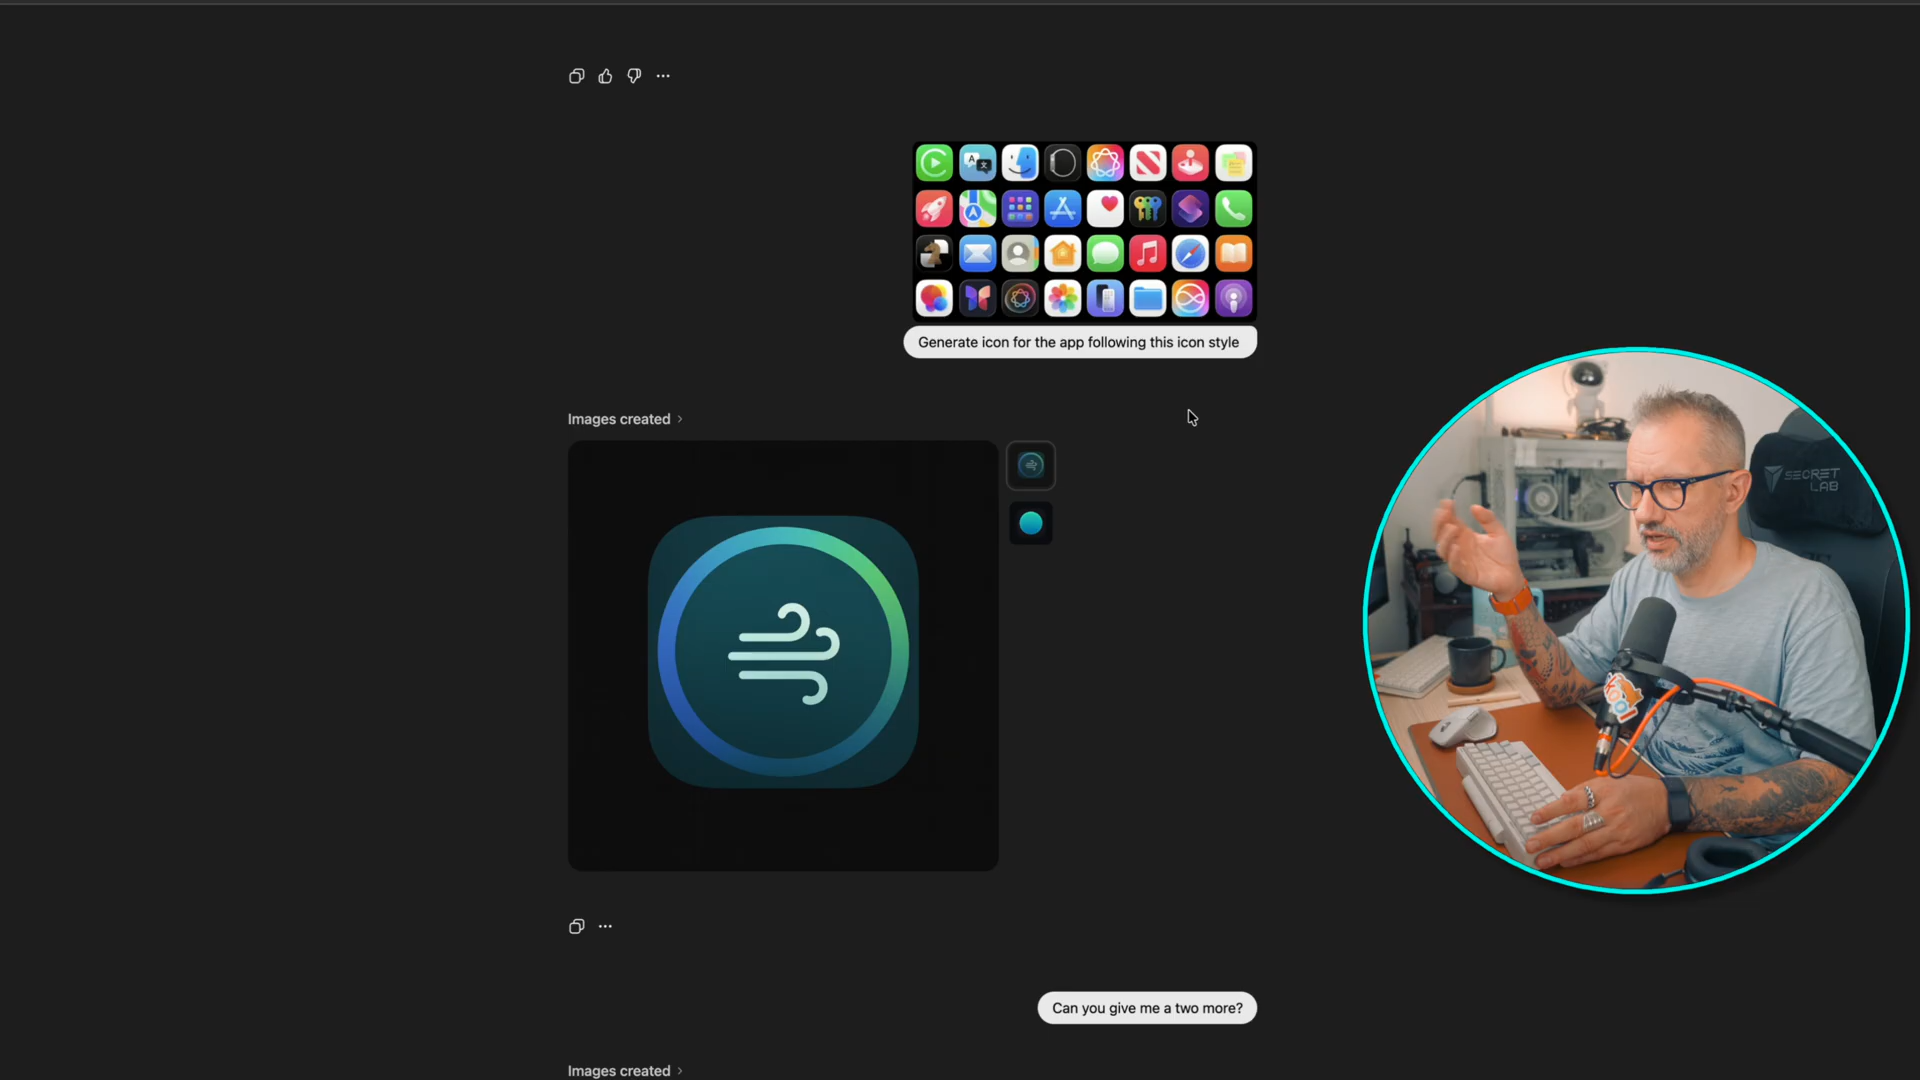 Generate icon for the app following this icon style
Images created
SECRET
LAB
Can you give me a two more?
Images created